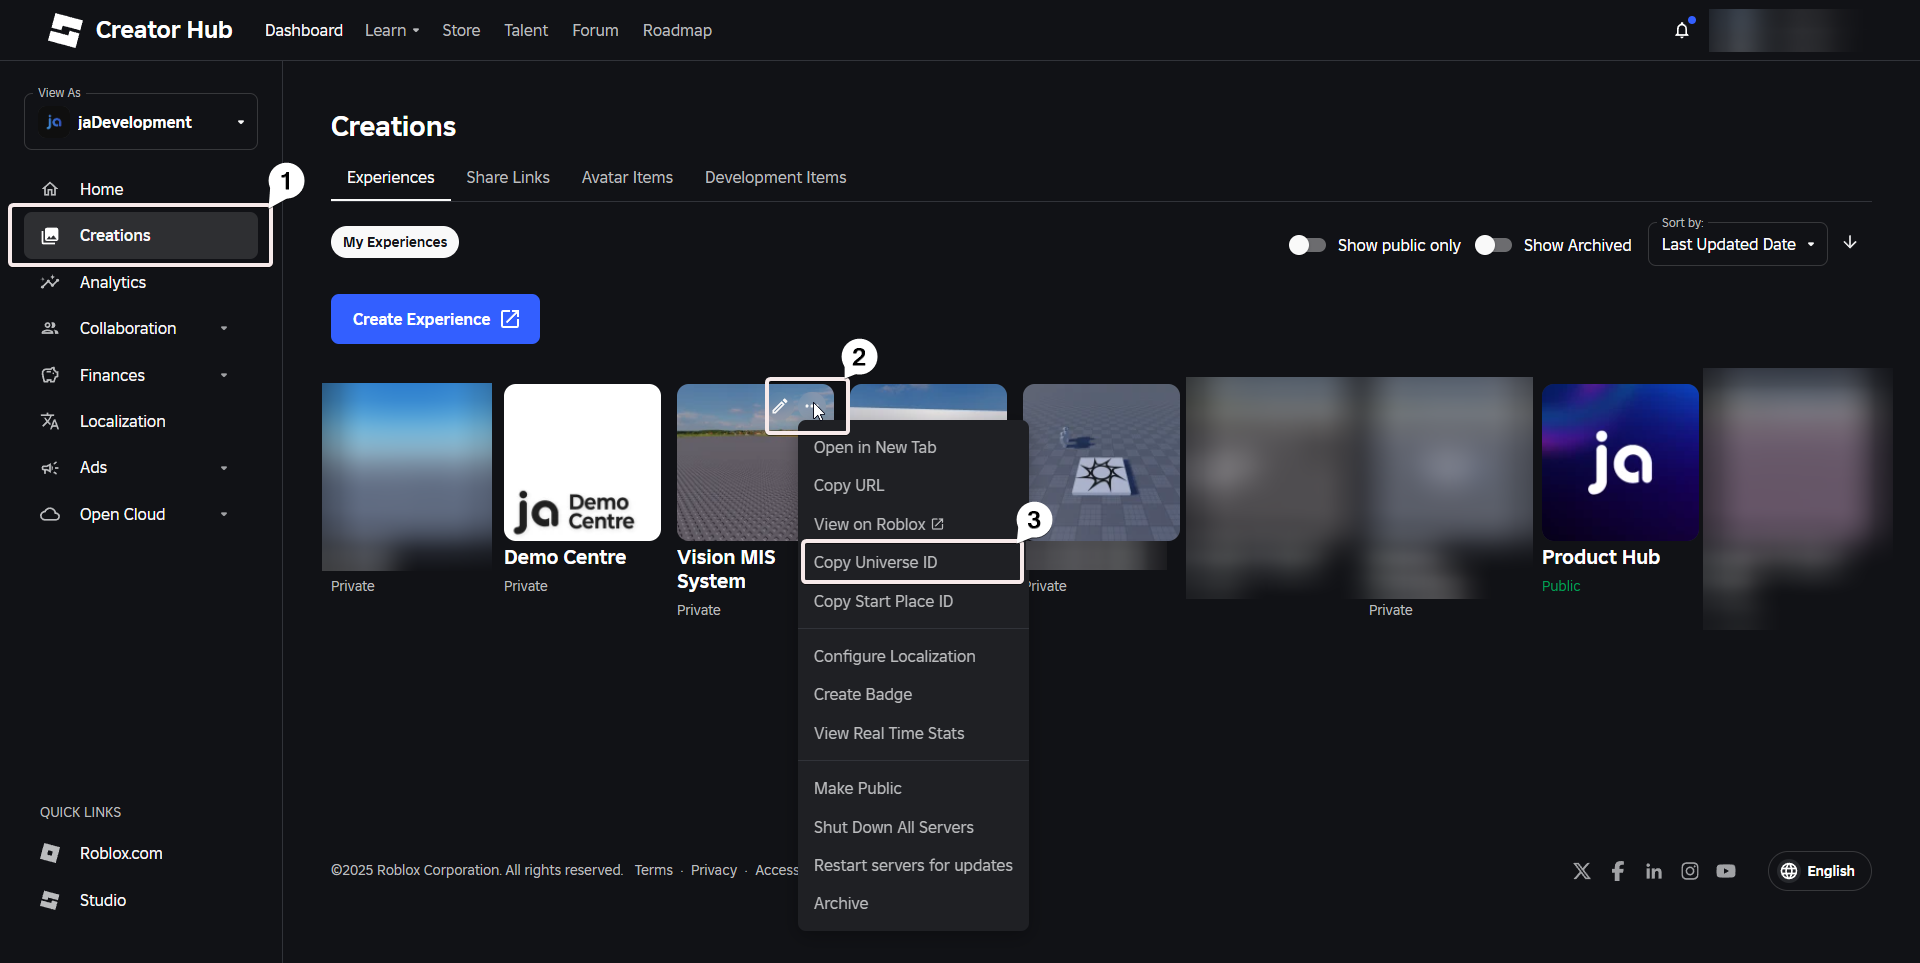 Creator Hub
Dashboard
Learn
Store
Talent
Forum
Roadmap
View As
ja
jaDevelopment
Home
1
Creations
Analytics
Collaboration
Finances
Localization
Ads
Open Cloud
QUICK LINKS
Roblox.com
Studio
Creations
Experiences
Share Links
Avatar Items
Development Items
My Experiences
Show public only
Show Archived
Sort by:
Last Updated Date
Create Experience
2
Private
ja Demo
Centre
Demo Centre
Private
Vision MIS
System
Private
Open in New Tab
Copy URL
View on Roblox
3
Copy Universe ID
Copy Start Place ID
Configure Localization
Create Badge
View Real Time Stats
Make Public
Shut Down All Servers
Restart servers for updates
Archive
Private
Private
ja
Product Hub
Public
©2025 Roblox Corporation. All rights reserved.
Terms · Privacy · Access
English